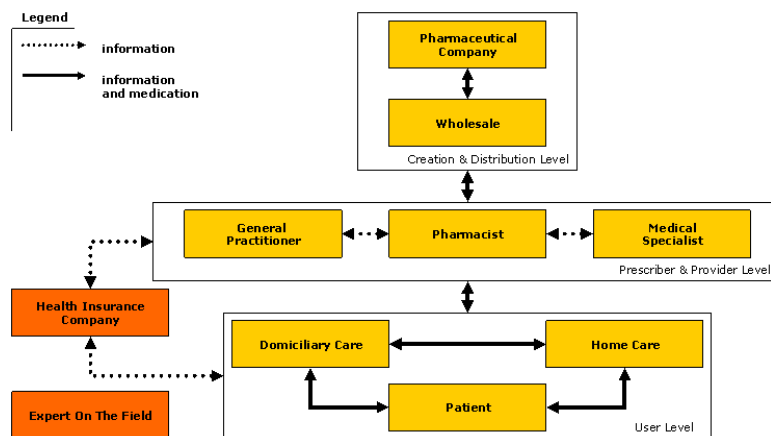 Legend
information
information
and medication
Pharmaceutical
Company
Wholesale
Creation & Distribution Level
General
Practitioner
Pharmacist
Medical
Specialist
Prescriber & Provider Level
Health Insurance
Company
Domiciliary Care
Home Care
Expert On The Field
Patient
User Level